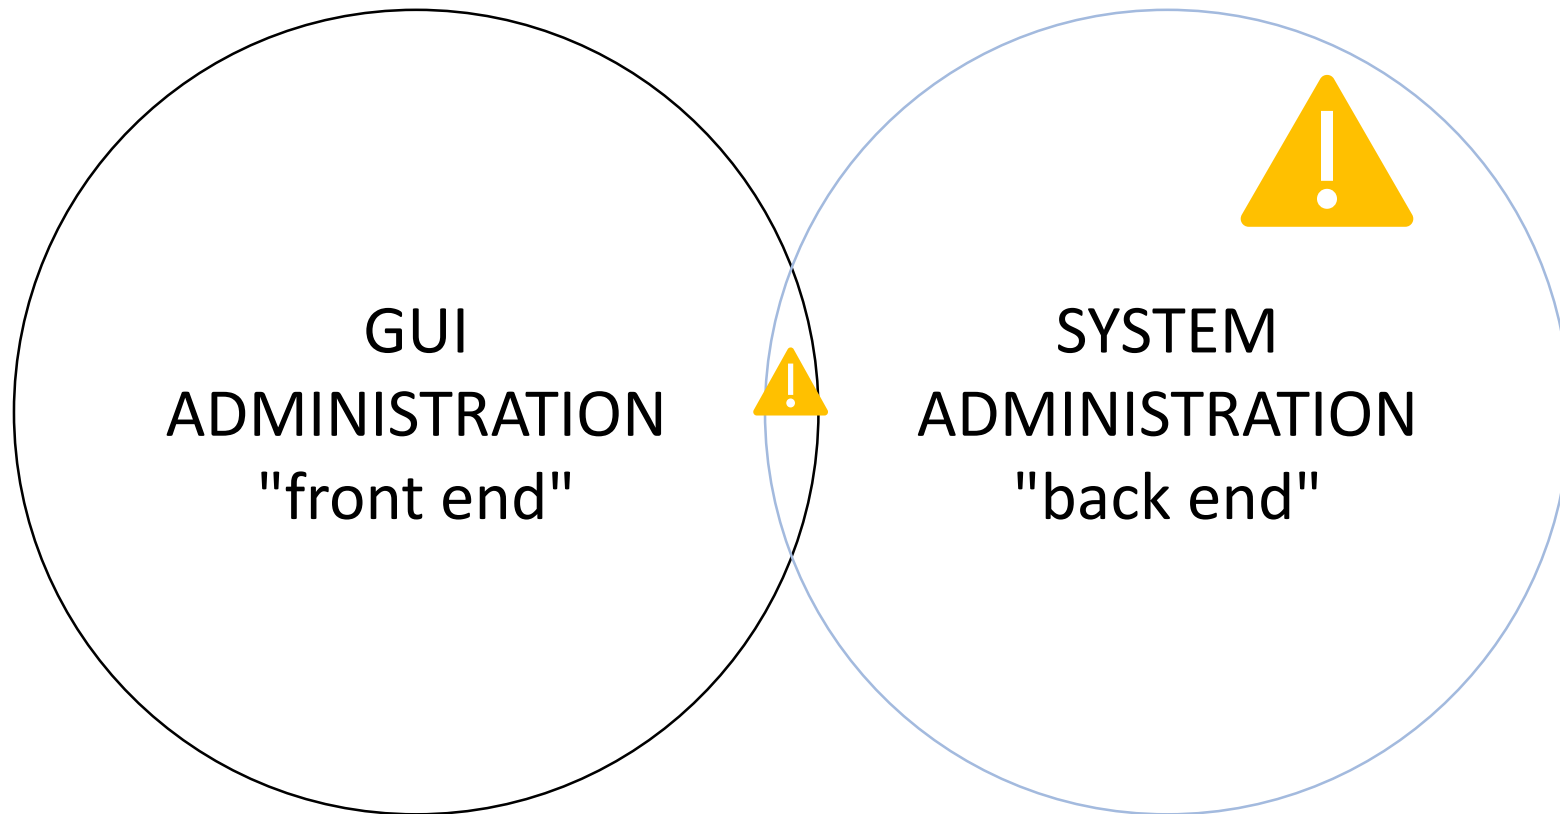 GUI
ADMINISTRATION
"front end"
SYSTEM
ADMINISTRATION
"back end"